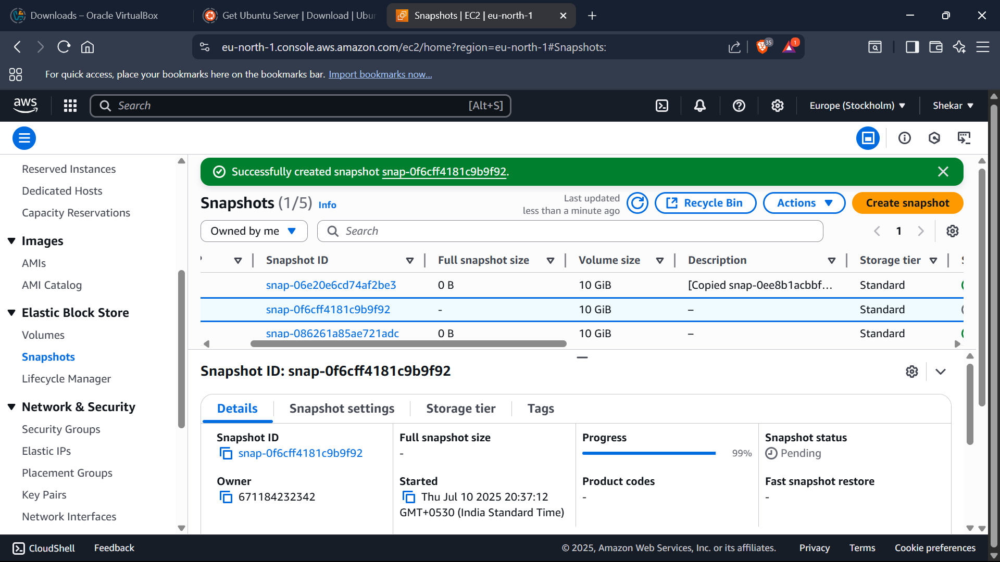 Downloads – Oracle VirtualBox
Get Ubuntu Server | Download | Ubun
Snapshots | EC2 | eu-north-1
eu-north-1.console.aws.amazon.com/ec2/home?region=eu-north-1#Snapshots:
35
1
For quick access, place your bookmarks here on the bookmarks bar. Import bookmarks now...
aws
Search
[Alt+S]
Europe (Stockholm)
Shekar
Reserved Instances
Dedicated Hosts
Capacity Reservations
Images
AMIs
AMI Catalog
Elastic Block Store
Volumes
Snapshots
Lifecycle Manager
Network & Security
Security Groups
Elastic IPs
Placement Groups
Key Pairs
Network Interfaces
Successfully created snapshot snap-0f6cff4181c9b9f92.
Snapshots (1/5) Info
Last updated
less than a minute ago
Recycle Bin
Actions
Create snapshot
Owned by me
Search
1
Snapshot ID
Full snapshot size
Volume size
Description
Storage tier
snap-06e20e6cd74af2be3 0 B 10 GiB [Copied snap-0ee8b1acbbf... Standard
snap-0f6cff4181c9b9f92 - 10 GiB – Standard
snap-086261a85ae721adc 0 B 10 GiB – Standard
Snapshot ID: snap-0f6cff4181c9b9f92
Details
Snapshot settings
Storage tier
Tags
Snapshot ID
snap-0f6cff4181c9b9f92
Full snapshot size
-
Progress
99%
Snapshot status
Pending
Owner
671184232342
Started
Thu Jul 10 2025 20:37:12
GMT+0530 (India Standard Time)
Product codes
-
Fast snapshot restore
-
CloudShell
Feedback
© 2025, Amazon Web Services, Inc. or its affiliates.
Privacy
Terms
Cookie preferences